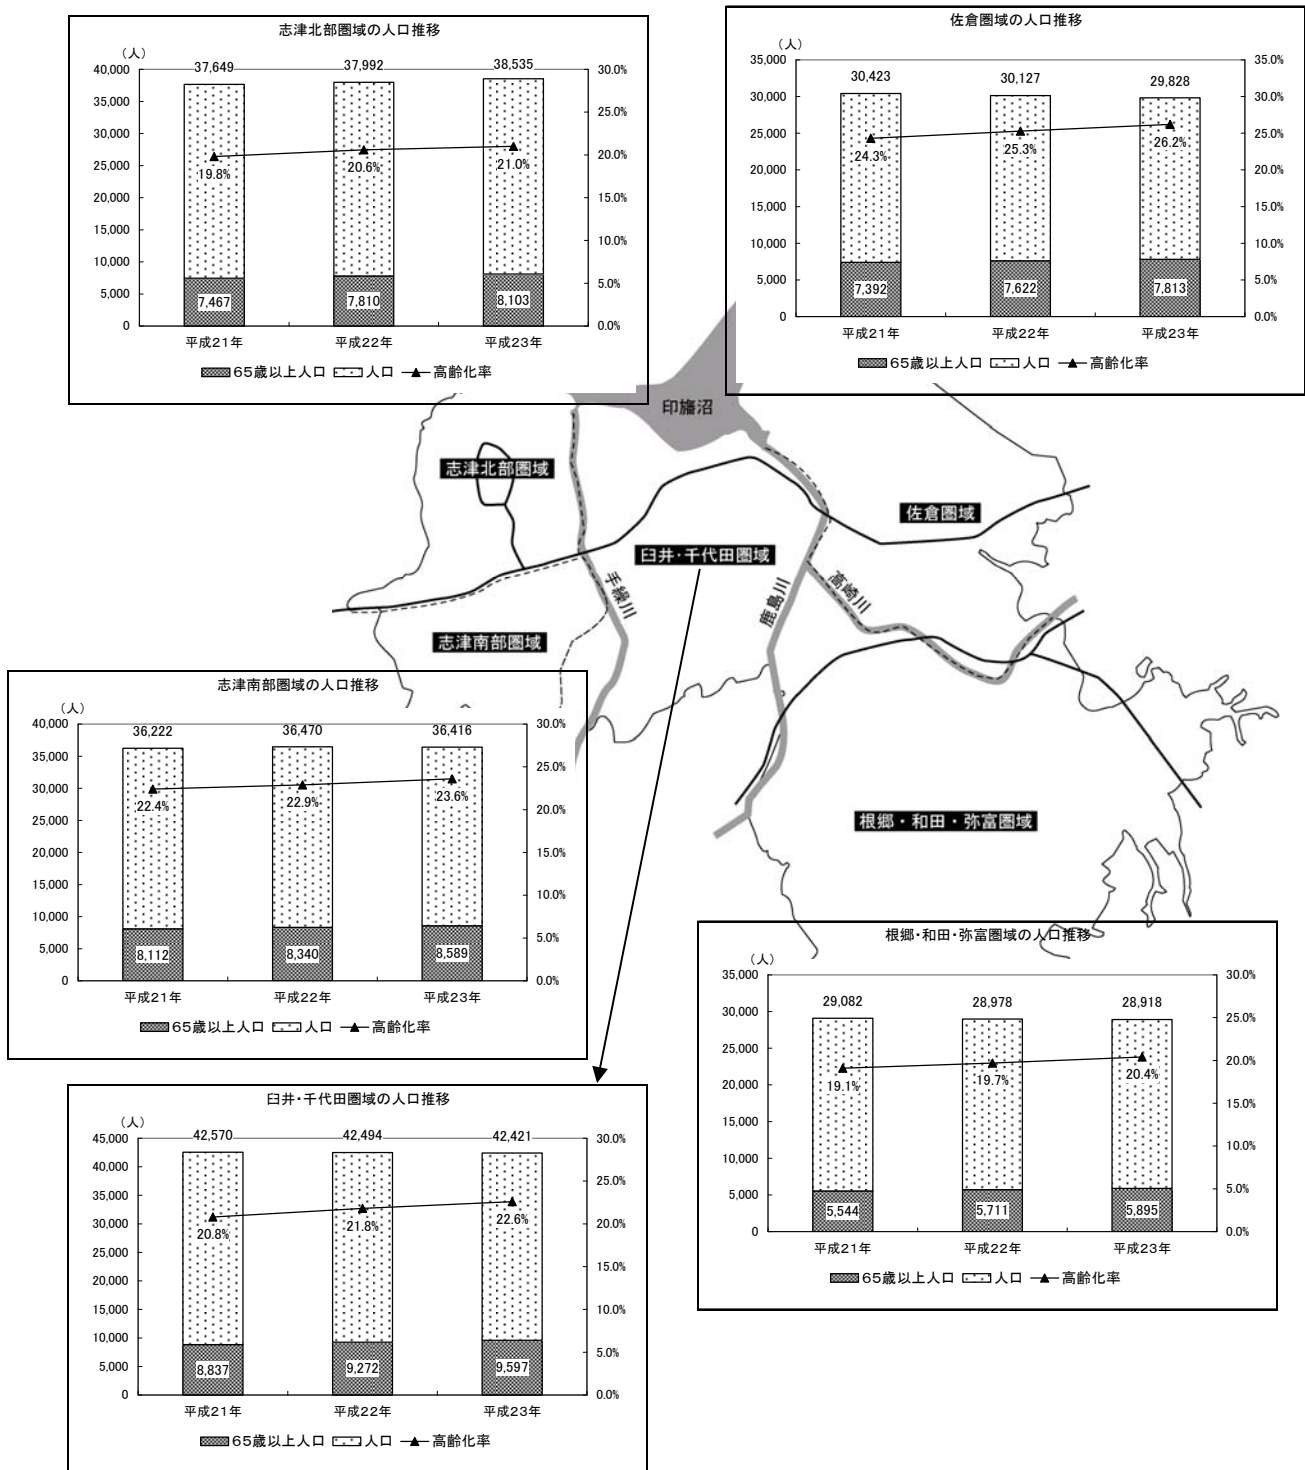 志津北部圏域の人口推移
（人）
37,649 37,992 38,535
40,000 35,000 30,000 25,000 20,000 15,000 10,000 5,000 0
30.0% 25.0% 20.0% 15.0% 10.0% 5.0% 0.0%
19.8% 20.6% 21.0%
7,467 7,810 8,103
平成21年 平成22年 平成23年
65歳以上人口 人口 高齢化率
佐倉圏域の人口推移
（人）
30,423 30,127 29,828
35,000 30,000 25,000 20,000 15,000 10,000 5,000 0
35.0% 30.0% 25.0% 20.0% 15.0% 10.0% 5.0% 0.0%
24.3% 25.3% 26.2%
7,392 7,622 7,813
平成21年 平成22年 平成23年
65歳以上人口 人口 高齢化率
印旛沼
志津北部圏域
佐倉圏域
臼井・千代田圏域
手繰川
鹿島川
高崎川
志津南部圏域
根郷・和田・弥富圏域
志津南部圏域の人口推移
36,222 36,470 36,416
40,000 35,000 30,000 25,000 20,000 15,000 10,000 5,000 0
30.0% 25.0% 20.0% 15.0% 10.0% 5.0% 0.0%
22.4% 22.9% 23.6%
8,112 8,340 8,589
平成21年 平成22年 平成23年
65歳以上人口 人口 高齢化率
根郷・和田・弥富圏域の人口推移
（人）
29,082 28,978 28,918
35,000 30,000 25,000 20,000 15,000 10,000 5,000 0
30.0% 25.0% 20.0% 15.0% 10.0% 5.0% 0.0%
19.1% 19.7% 20.4%
5,544 5,711 5,895
平成21年 平成22年 平成23年
65歳以上人口 人口 高齢化率
臼井・千代田圏域の人口推移
（人）
42,570 42,494 42,421
45,000 40,000 35,000 30,000 25,000 20,000 15,000 10,000 5,000 0
30.0% 25.0% 20.0% 15.0% 10.0% 5.0% 0.0%
20.8% 21.8% 22.6%
8,837 9,272 9,597
平成21年 平成22年 平成23年
65歳以上人口 人口 高齢化率